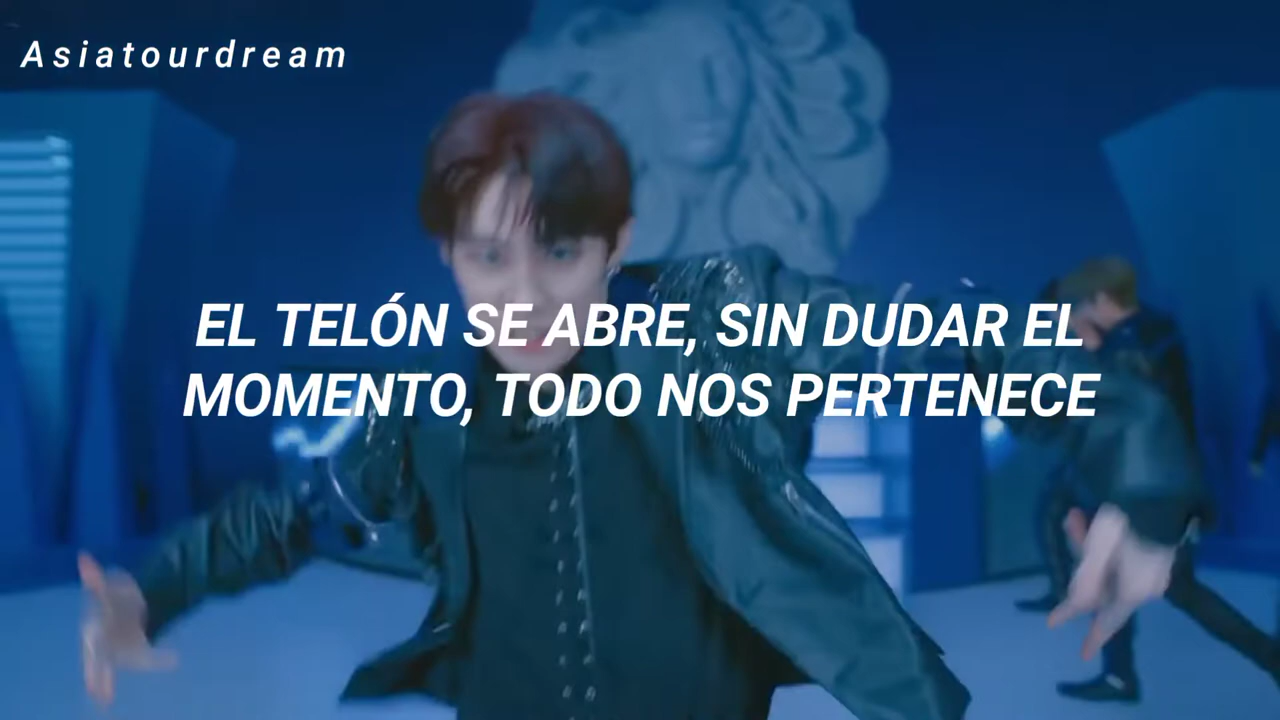 Asiatourdream
EL TELÓN SE ABRE, SIN DUDAR EL
MOMENTO, TODO NOS PERTENECE